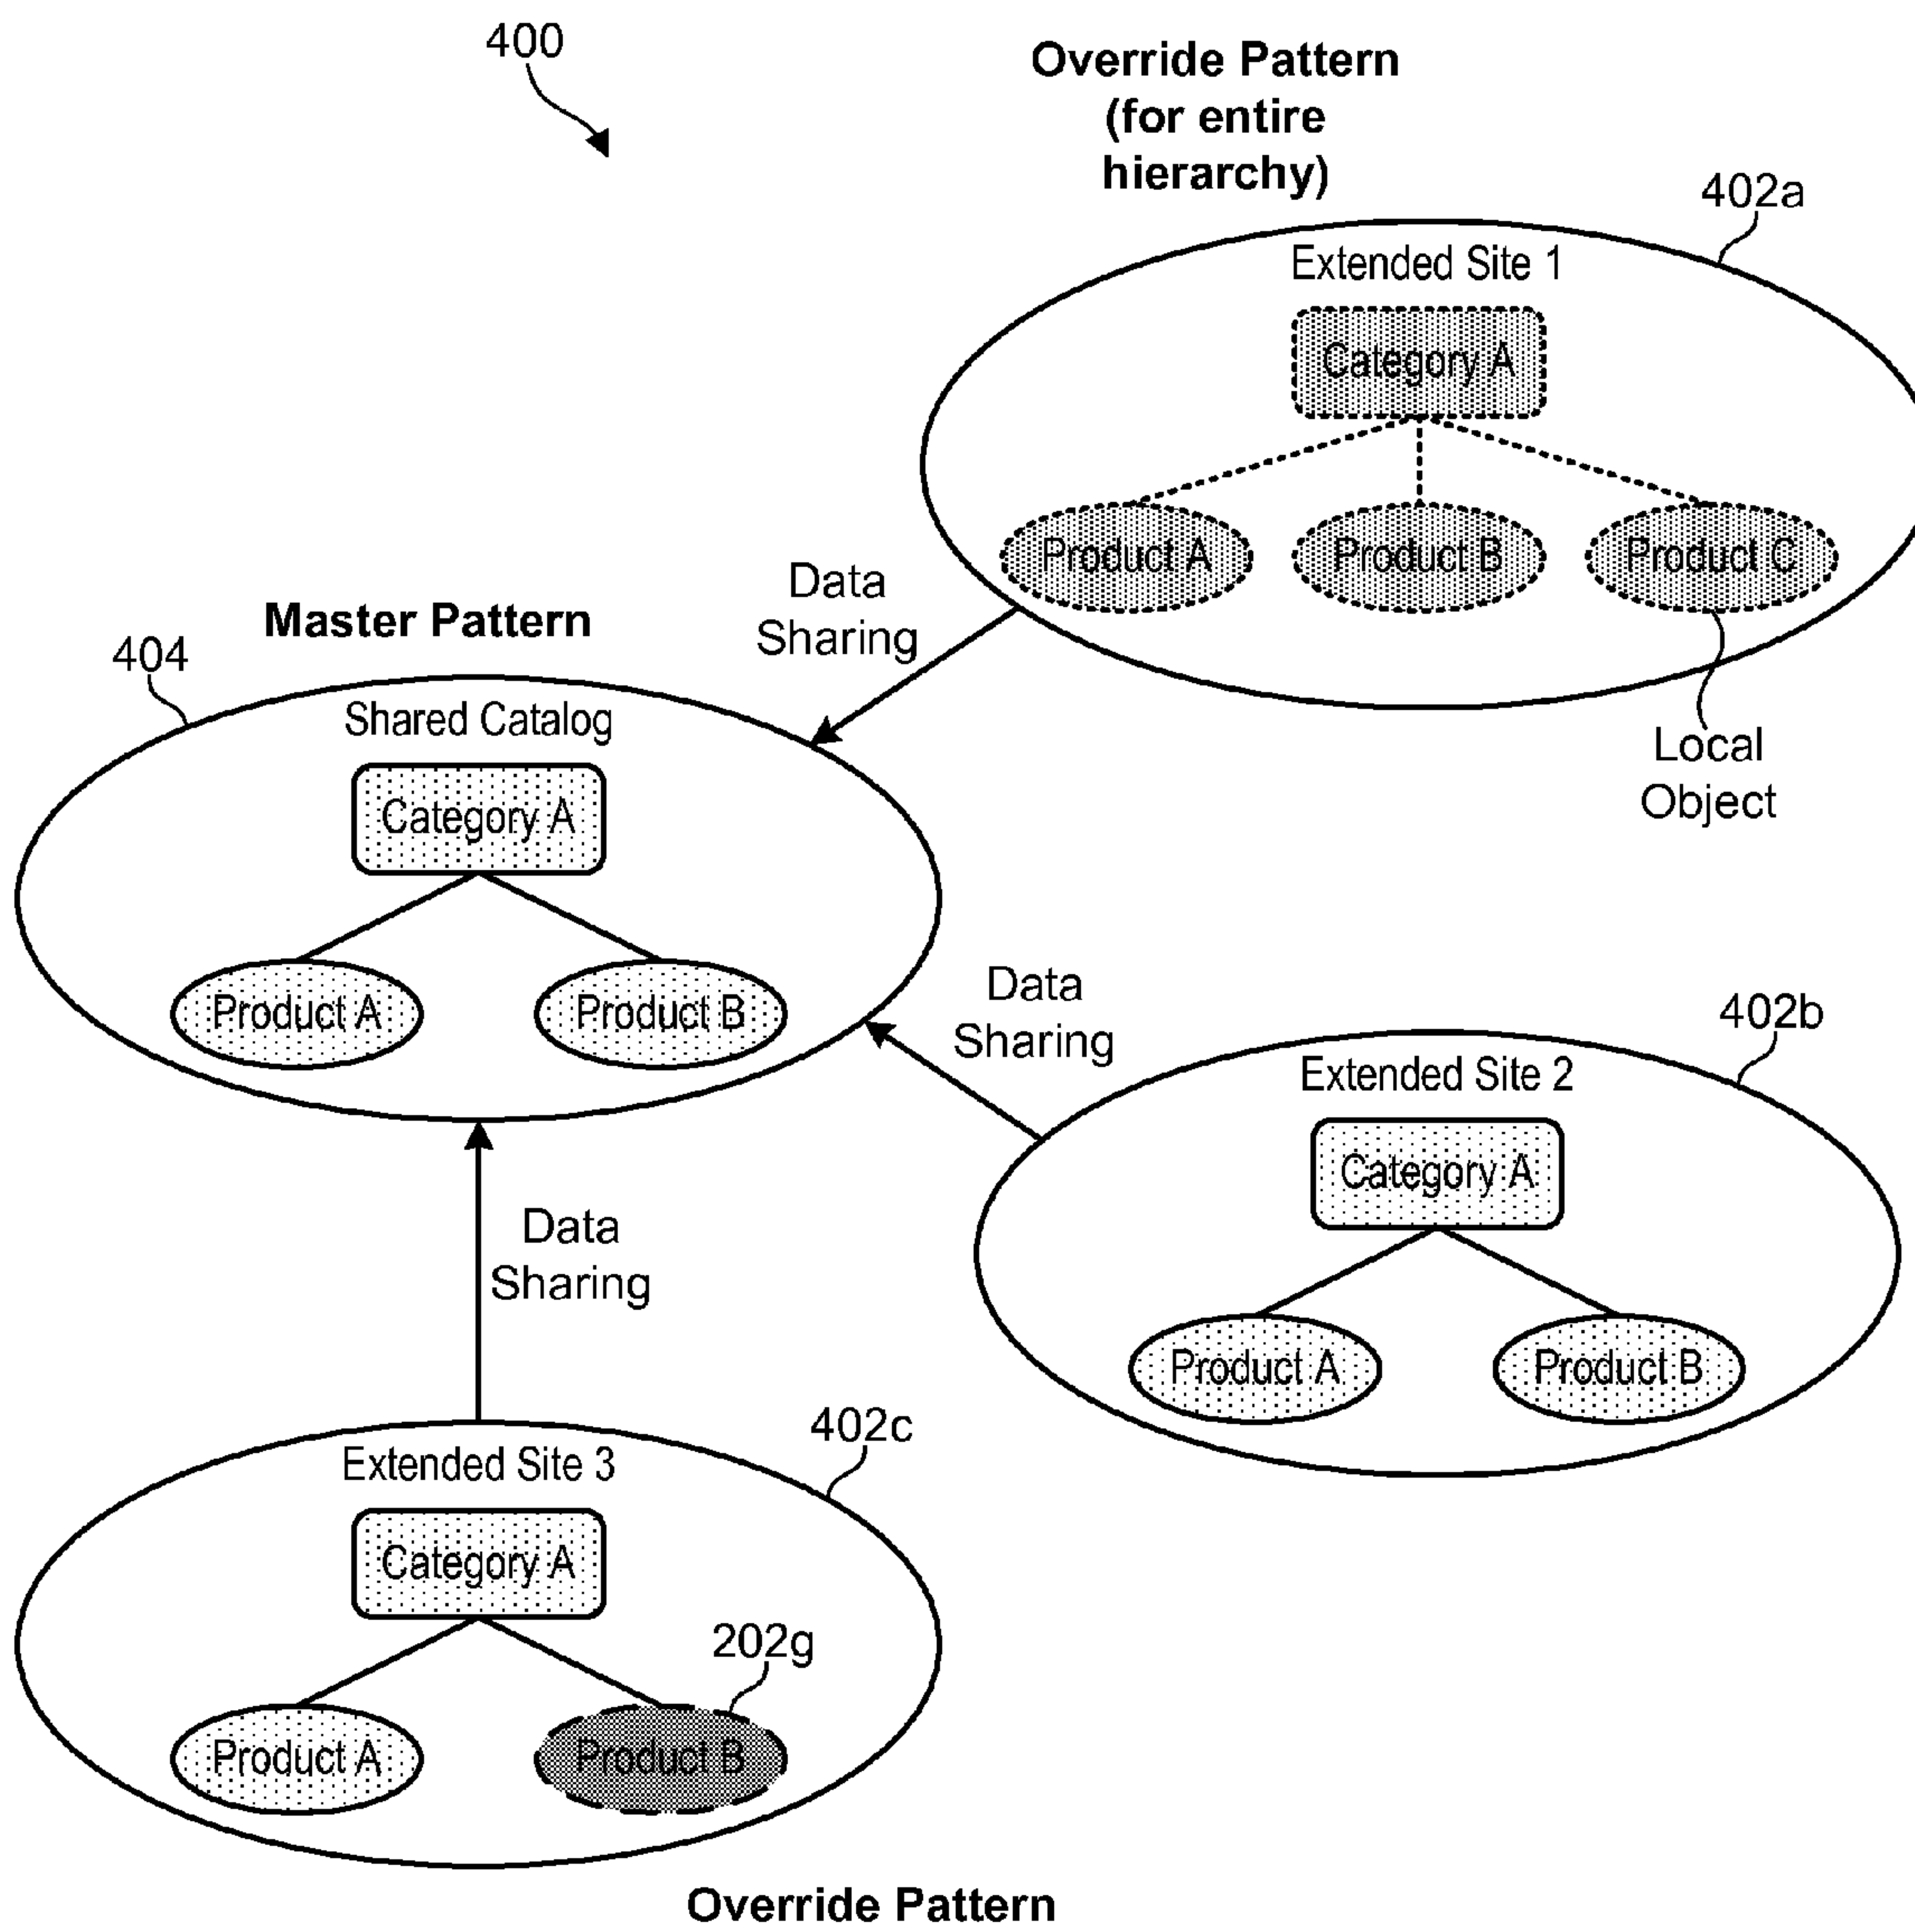 400
Override Pattern
(for entire
hierarchy)
402a
Extended Site 1
Category A
Product A
Product B
Product C
Local
Object
Data
Sharing
Master Pattern
404
Shared Catalog
Category A
Product A
Product B
Data
Sharing
402b
Extended Site 2
Category A
Product A
Product B
Data
Sharing
402c
Extended Site 3
Category A
202g
Product A
Product B
Override Pattern